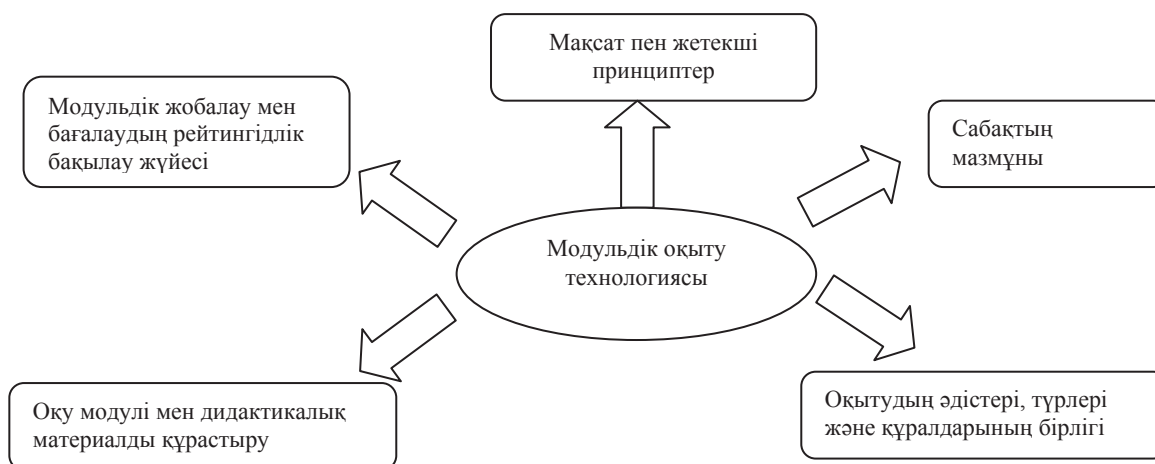 Мақсат пен жетекші
принциптер
Модульдік жобалау мен
бағалаудың рейтингідлік
бақылау жүйесі
Сабақтың
мазмұны
Модульдік оқыту
технологиясы
Оқу модулі мен дидактикалық
материалды құрастыру
Оқытудың әдістері, түрлері
және құралдарының бірлігі